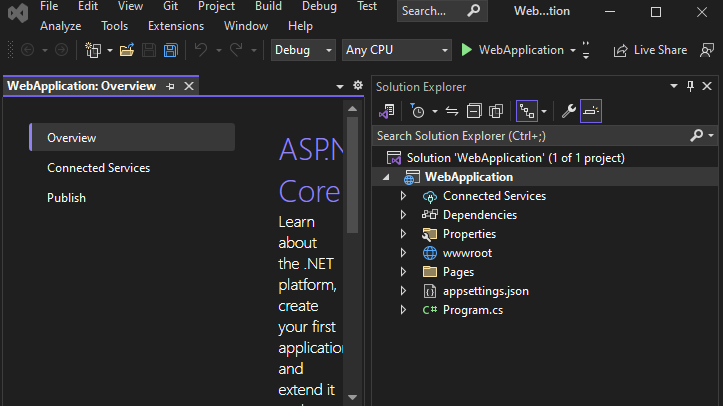 File Edit View Git Project Build Debug Test Search... Web...tion
Analyze Tools Extensions Window Help
Debug Any CPU WebApplication Live Share
WebApplication: Overview
Overview
Connected Services
Publish
ASP.N
Core
Learn
about
the .NET
platform,
create
your first
application
and
extend it
Solution Explorer
Search Solution Explorer (Ctrl+;)
Solution 'WebApplication' (1 of 1 project)
WebApplication
Connected Services
Dependencies
Properties
wwwroot
Pages
appsettings.json
C# Program.cs